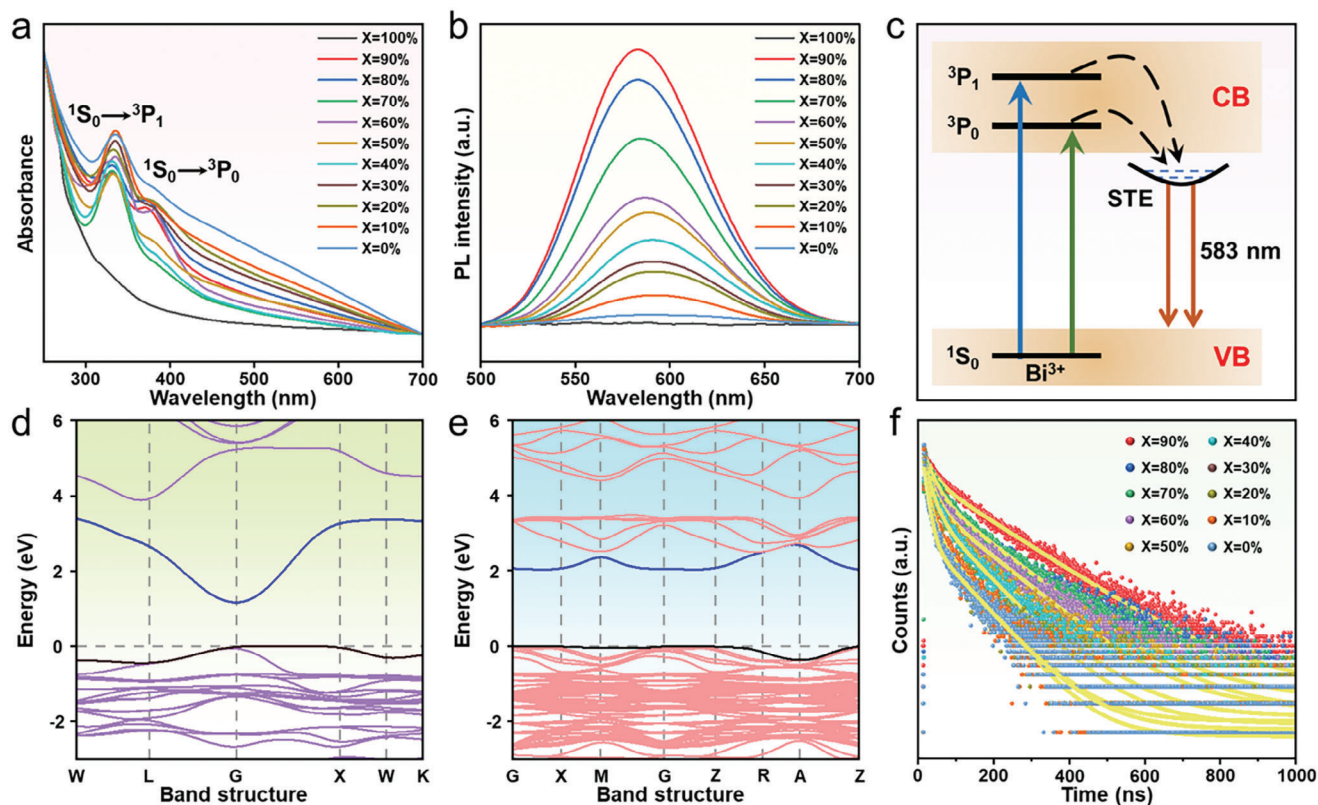 a
Absorbance
¹S₀→³P₁
¹S₀→³P₀
X=100%
X=90%
X=80%
X=70%
X=60%
X=50%
X=40%
X=30%
X=20%
X=10%
X=0%
300 400 500 600 700
Wavelength (nm)
b
PL intensity (a.u.)
X=100%
X=90%
X=80%
X=70%
X=60%
X=50%
X=40%
X=30%
X=20%
X=10%
X=0%
500 550 600 650 700
Wavelength (nm)
c
³P₁
CB
³P₀
STE
583 nm
¹S₀
Bi³⁺
VB
d
Energy (eV)
6
4
2
0
-2
W L G X W K
Band structure
e
Energy (eV)
6
4
2
0
-2
G X M G Z R A Z
Band structure
f
Counts (a.u.)
X=90% X=40%
X=80% X=30%
X=70% X=20%
X=60% X=10%
X=50% X=0%
0 200 400 600 800 1000
Time (ns)